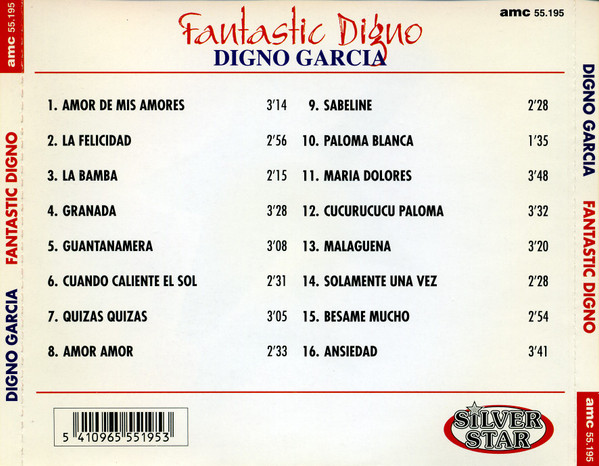 amc 55.195
Fantastic Digno
DIGNO GARCIA
amc 55.195
1. AMOR DE MIS AMORES 3'14
2. LA FELICIDAD 2'56
3. LA BAMBA 2'15
4. GRANADA 3'28
5. GUANTANAMERA 3'08
6. CUANDO CALIENTE EL SOL 2'31
7. QUIZAS QUIZAS 3'05
8. AMOR AMOR 2'33
9. SABELINE 2'28
10. PALOMA BLANCA 1'35
11. MARIA DOLORES 3'48
12. CUCURUCUCU PALOMA 3'32
13. MALAGUENA 3'20
14. SOLAMENTE UNA VEZ 2'28
15. BESAME MUCHO 2'54
16. ANSIEDAD 3'41
5 410965 551953
SILVER
STAR
DIGNO GARCIA FANTASTIC DIGNO
DIGNO GARCIA FANTASTIC DIGNO
amc 55.195